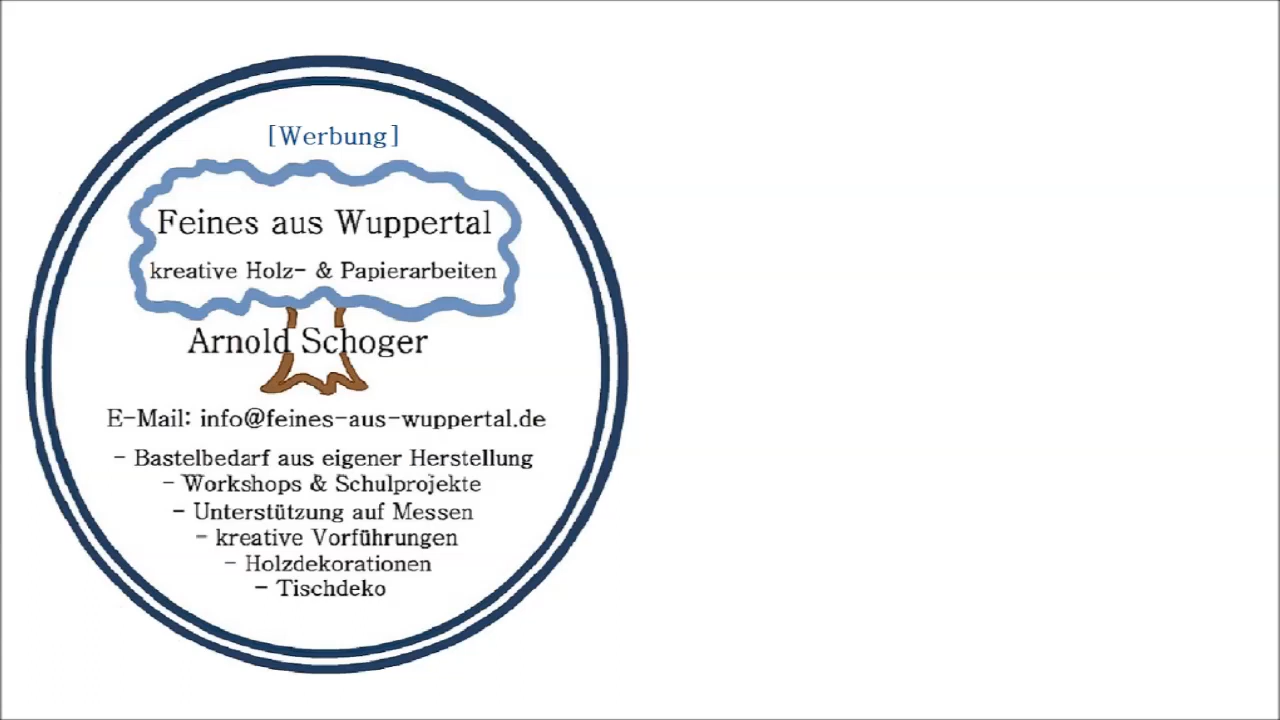 [Werbung]
Feines aus Wuppertal
kreative Holz- & Papierarbeiten
Arnold Schoger
E-Mail: info@feines-aus-wuppertal.de
- Bastelbedarf aus eigener Herstellung
- Workshops & Schulprojekte
- Unterstützung auf Messen
- kreative Vorführungen
- Holzdekorationen
- Tischdeko